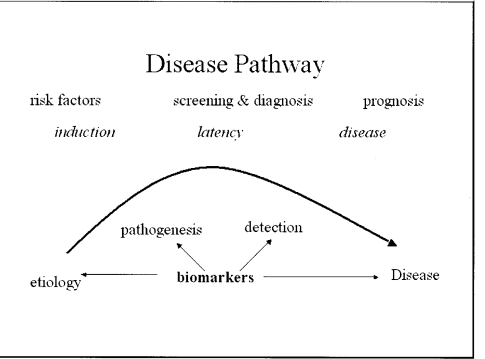 Disease Pathway
risk factors screening & diagnosis prognosis
induction latency disease
pathogenesis detection
etiology biomarkers Disease